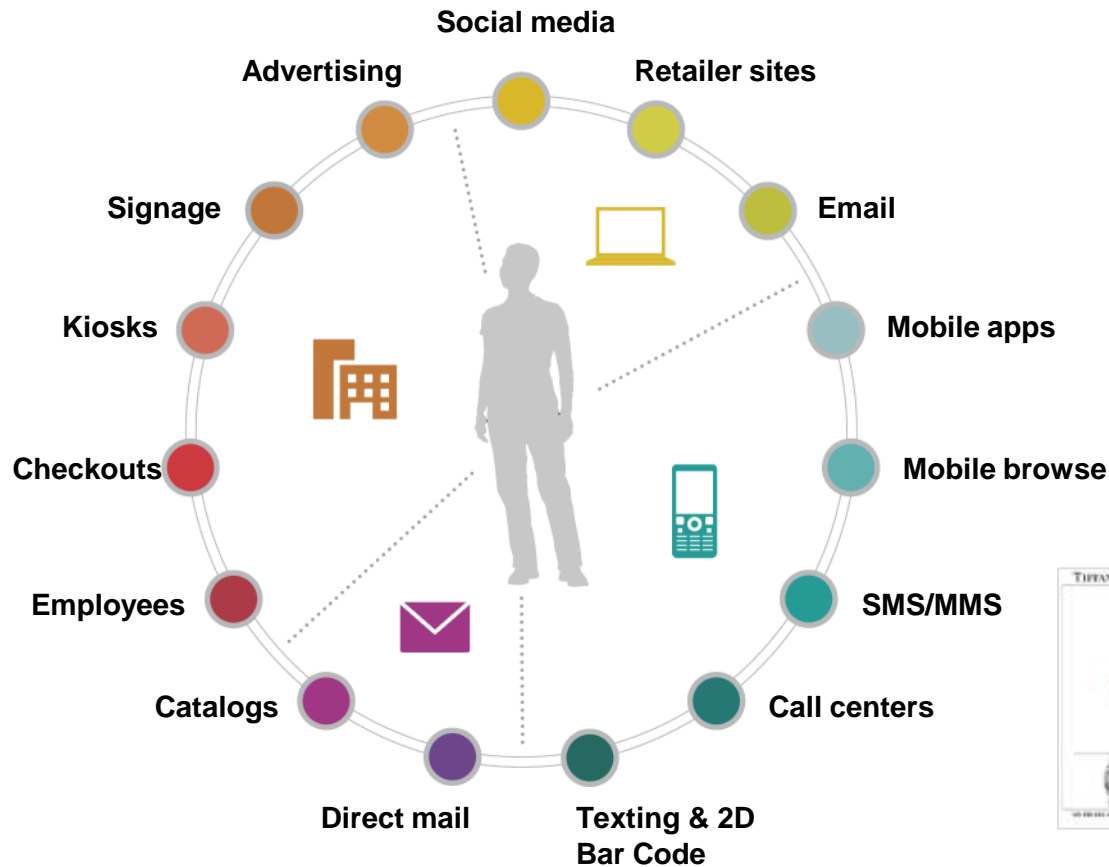 Social media
Advertising
Retailer sites
Signage
Email
Kiosks
Mobile apps
Checkouts
Mobile browse
Employees
SMS/MMS
Catalogs
Call centers
Direct mail
Texting & 2D
Bar Code